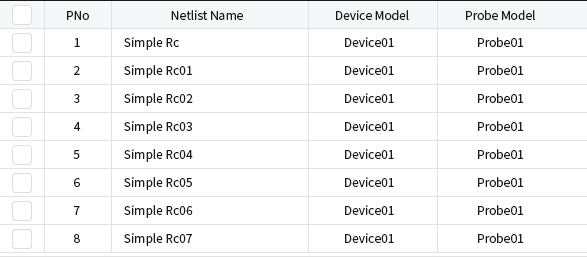 PNo Netlist Name Device Model Probe Model
1 Simple Rc Device01 Probe01
2 Simple Rc01 Device01 Probe01
3 Simple Rc02 Device01 Probe01
4 Simple Rc03 Device01 Probe01
5 Simple Rc04 Device01 Probe01
6 Simple Rc05 Device01 Probe01
7 Simple Rc06 Device01 Probe01
8 Simple Rc07 Device01 Probe01